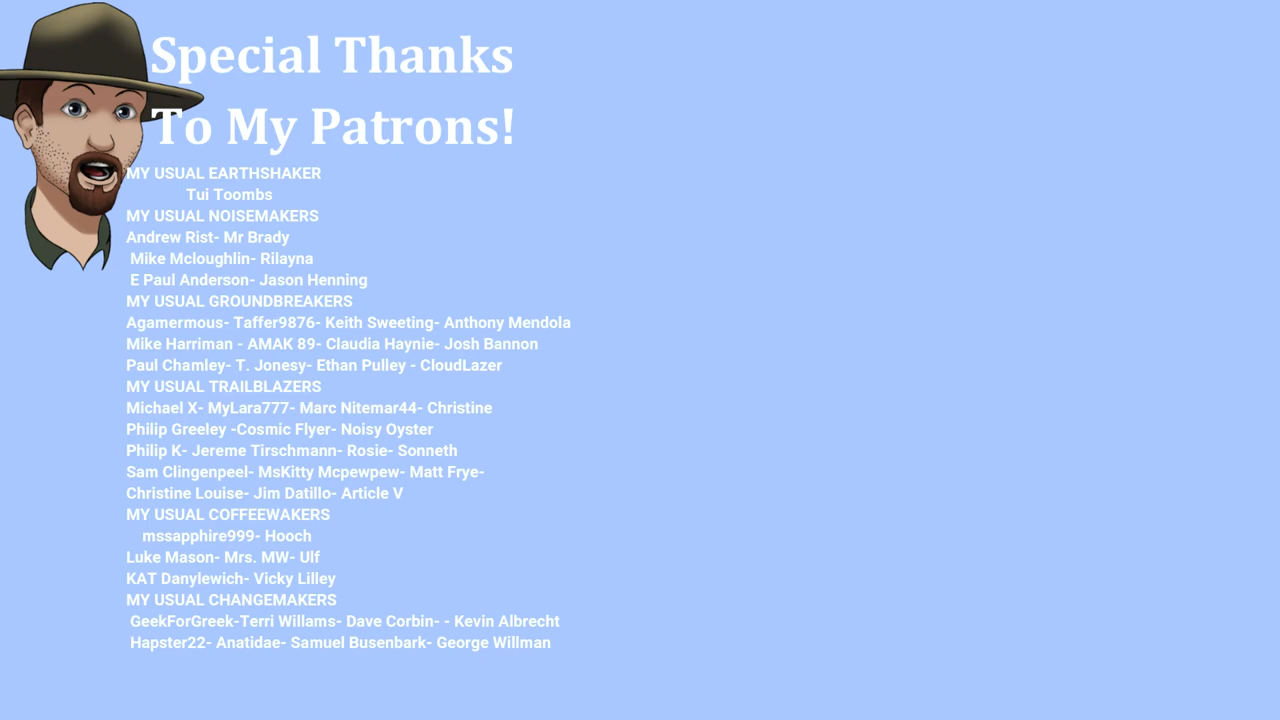 Special Thanks
To My Patrons!
MY USUAL EARTHSHAKER
Tui Toombs
MY USUAL NOISEMAKERS
Andrew Rist- Mr Brady
Mike Mcloughlin- Rilayna
E Paul Anderson- Jason Henning
MY USUAL GROUNDBREAKERS
Agamermous- Taffer9876- Keith Sweeting- Anthony Mendola
Mike Harriman - AMAK 89- Claudia Haynie- Josh Bannon
Paul Chamley- T. Jonesy- Ethan Pulley - CloudLazer
MY USUAL TRAILBLAZERS
Michael X- MyLara777- Marc Nitemar44- Christine
Philip Greeley -Cosmic Flyer- Noisy Oyster
Philip K- Jereme Tirschmann- Rosie- Sonneth
Sam Clingenpeel- MsKitty Mcpewpew- Matt Frye-
Christine Louise- Jim Datillo- Article V
MY USUAL COFFEEWAKERS
mssapphire999- Hooch
Luke Mason- Mrs. MW- Ulf
KAT Danylewich- Vicky Lilley
MY USUAL CHANGEMAKERS
GeekForGreek-Terri Willams- Dave Corbin- - Kevin Albrecht
Hapster22- Anatidae- Samuel Busenbark- George Willman